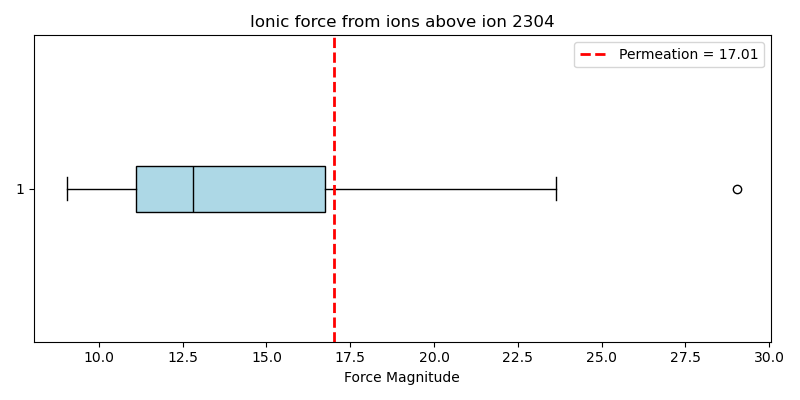 Ionic force from ions above ion 2304
Permeation = 17.01
1
10.0 12.5 15.0 17.5 20.0 22.5 25.0 27.5 30.0
Force Magnitude